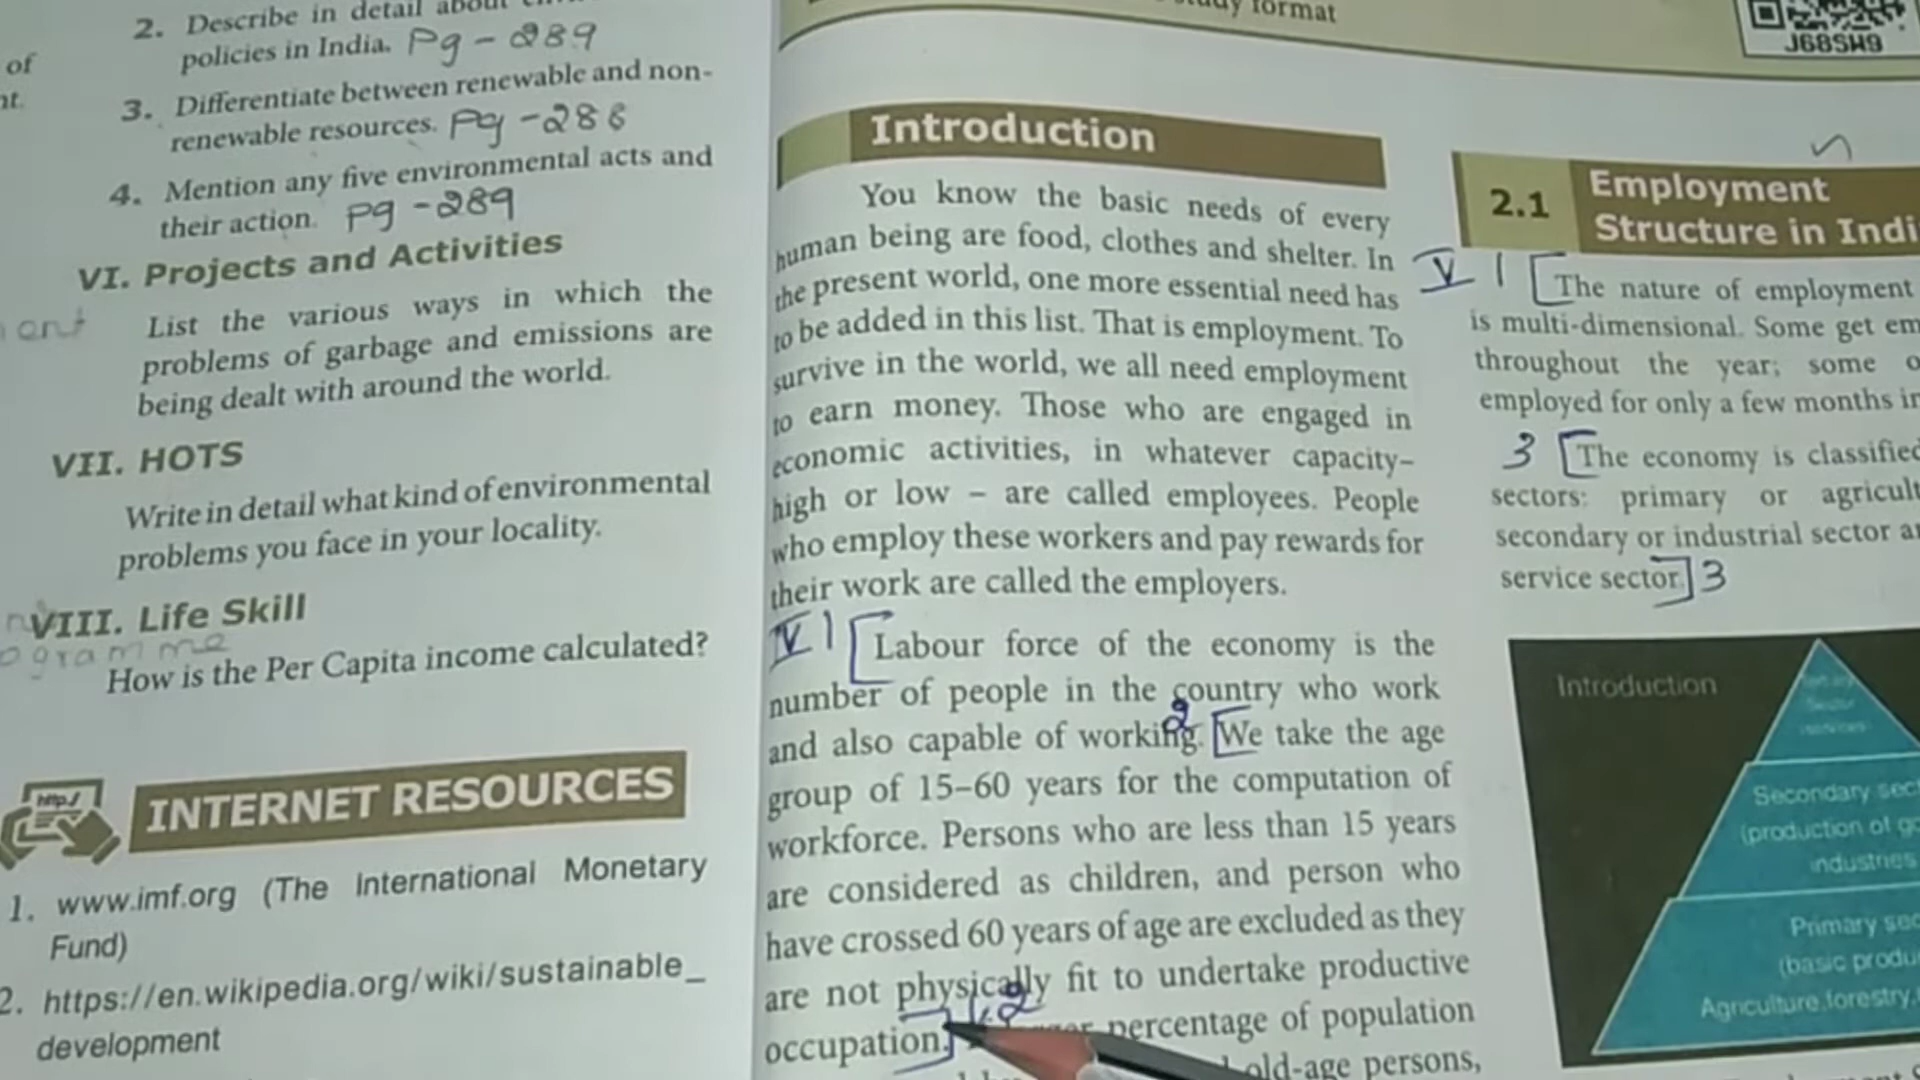 of
nt.
2. Describe in detail about
policies in India. Pg - 289
3. Differentiate between renewable and non-
renewable resources. Pg - 286
4. Mention any five environmental acts and
their action. Pg - 289
VI. Projects and Activities
List the various ways in which the
problems of garbage and emissions are
being dealt with around the world.
VII. HOTS
Write in detail what kind of environmental
problems you face in your locality.
VIII. Life Skill
How is the Per Capita income calculated?
http:/
INTERNET RESOURCES
1. www.imf.org (The International Monetary
Fund)
2. https://en.wikipedia.org/wiki/sustainable_
development
format
J68SW9
Introduction
You know the basic needs of every
human being are food, clothes and shelter. In
the present world, one more essential need has
to be added in this list. That is employment. To
survive in the world, we all need employment
to earn money. Those who are engaged in
economic activities, in whatever capacity–
high or low – are called employees. People
who employ these workers and pay rewards for
their work are called the employers.
V 1 [Labour force of the economy is the
number of people in the country who work
and also capable of working. 2 [We take the age
group of 15–60 years for the computation of
workforce. Persons who are less than 15 years
are considered as children, and person who
have crossed 60 years of age are excluded as they
are not physically fit to undertake productive
occupation.] 2 percentage of population
old-age persons,
2.1 Employment
Structure in Indi
V 1 [The nature of employment
is multi-dimensional. Some get em
throughout the year; some o
employed for only a few months in
3 [The economy is classified
sectors: primary or agricult
secondary or industrial sector a
service sector.] 3
Introduction
Secondary sec
(production of go
industries
Primary sec
(basic produ
Agriculture,forestry,